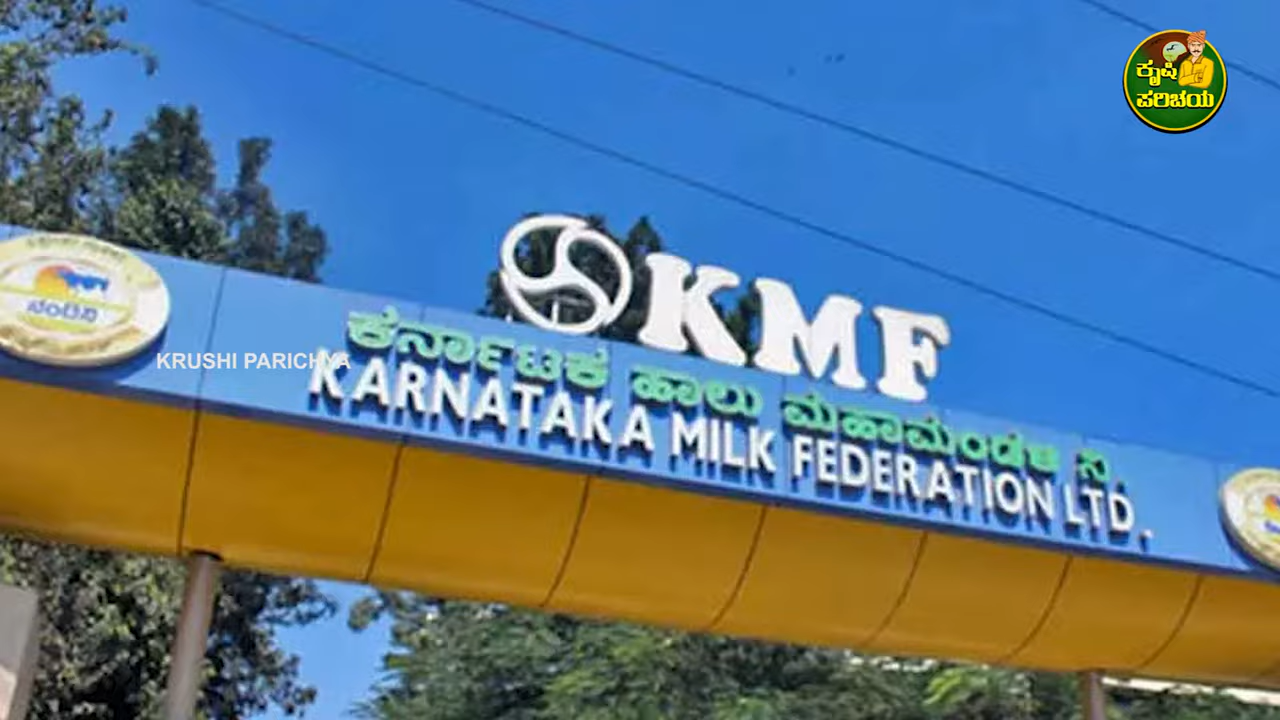 ಕೃಷಿ
ಪರಿಚಯ
KMF
ನಂದಿನಿ
KRUSHI PARICHYA
ಕರ್ನಾಟಕ ಹಾಲು ಮಹಾಮಂಡಳ ನಿ.
KARNATAKA MILK FEDERATION LTD.